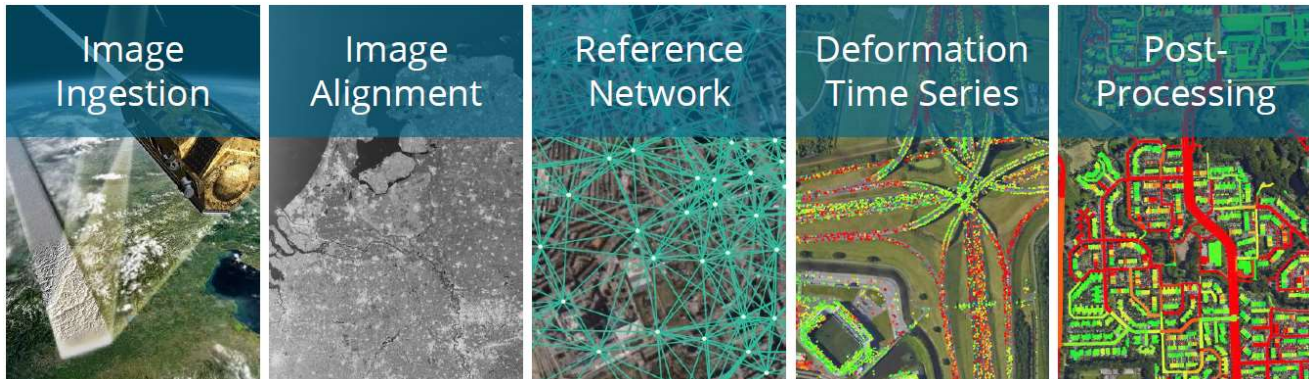 Image
Ingestion
Image
Alignment
Reference
Network
Deformation
Time Series
Post-
Processing